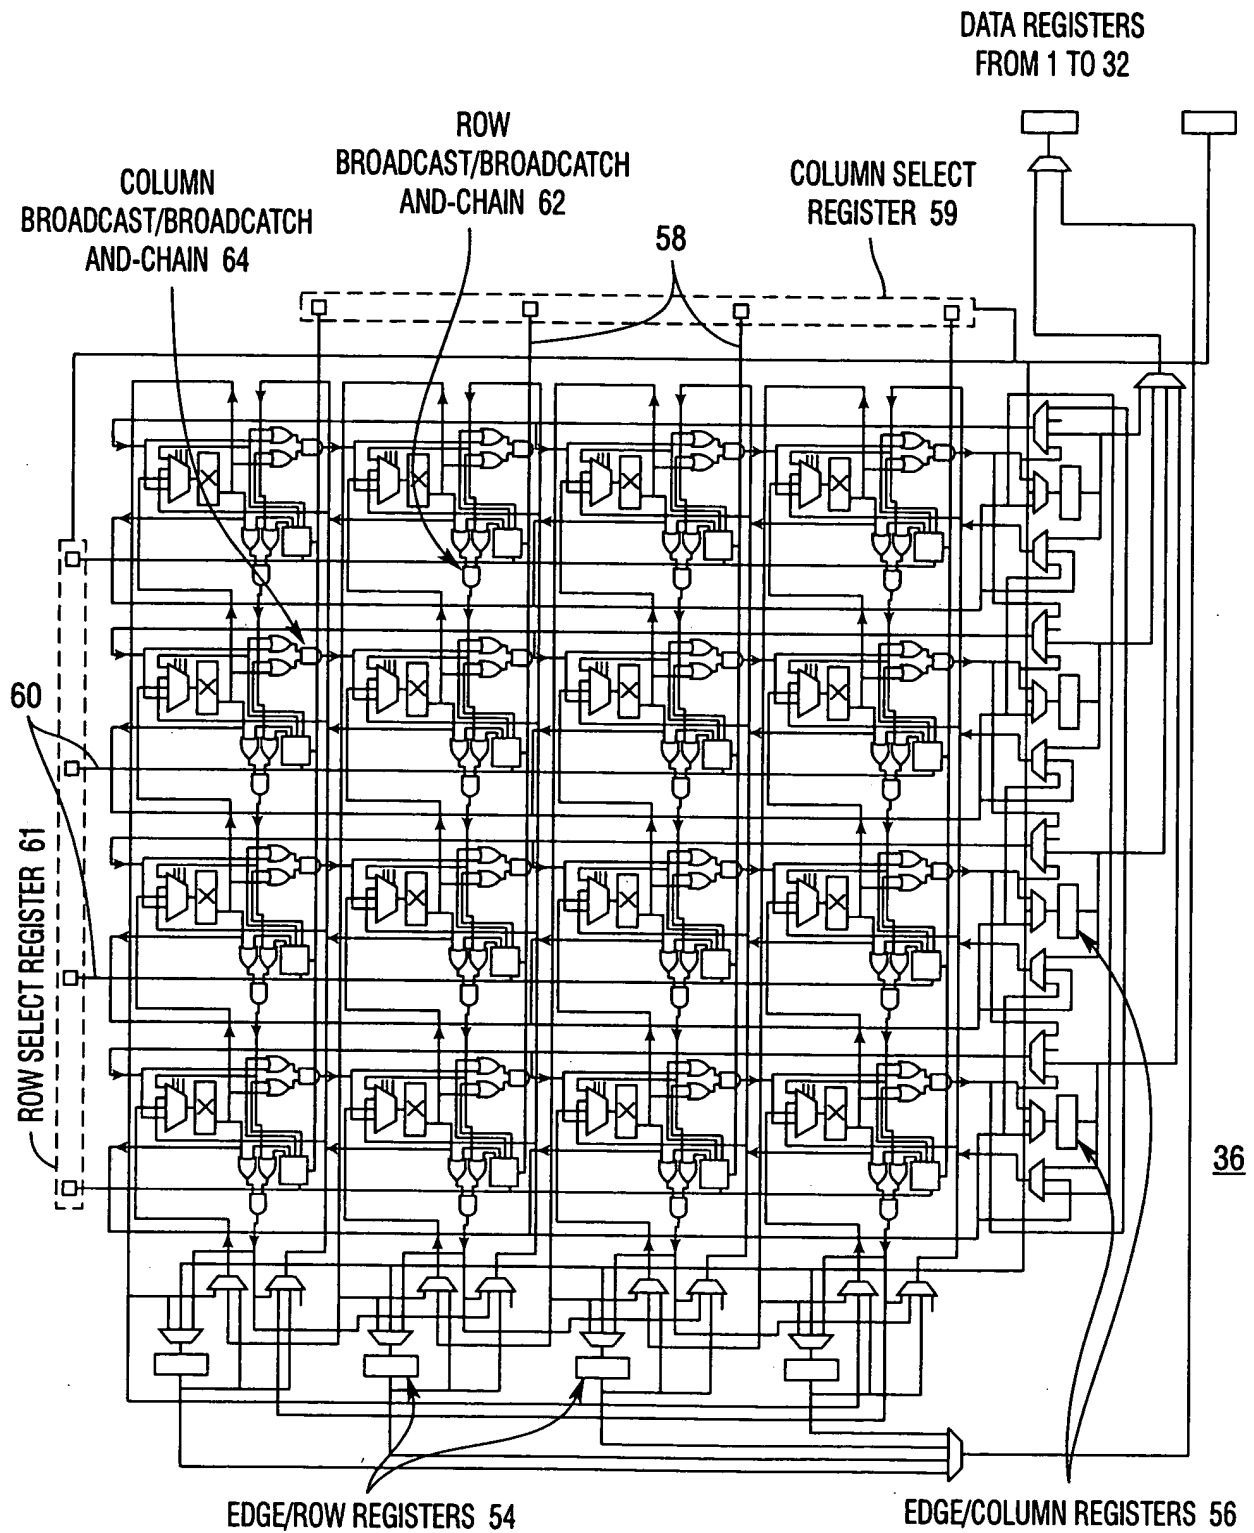 DATA REGISTERS
FROM 1 TO 32
ROW
BROADCAST/BROADCATCH
AND-CHAIN 62
COLUMN
BROADCAST/BROADCATCH
AND-CHAIN 64
COLUMN SELECT
REGISTER 59
58
60
ROW SELECT REGISTER 61
36
EDGE/ROW REGISTERS 54
EDGE/COLUMN REGISTERS 56